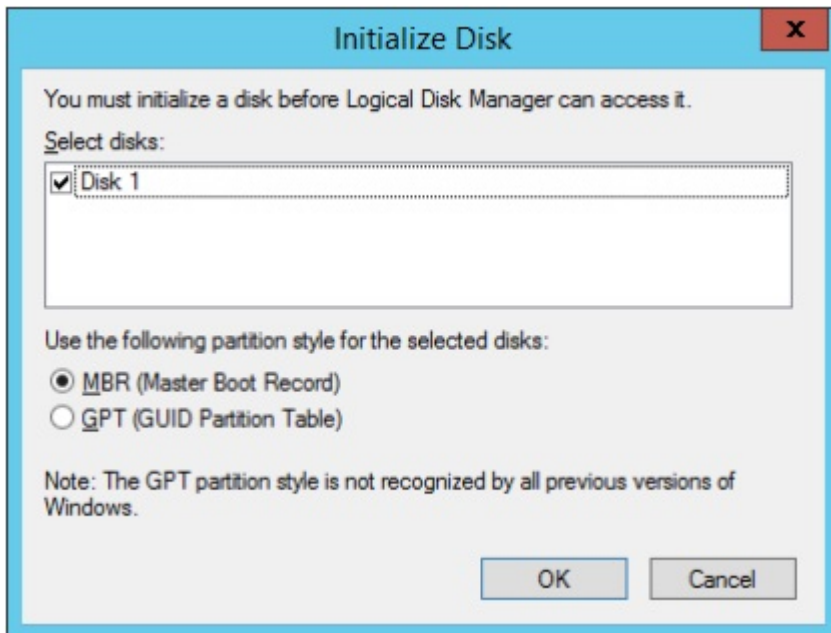 Initialize Disk
x
You must initialize a disk before Logical Disk Manager can access it.
Select disks:
Disk 1
Use the following partition style for the selected disks:
MBR (Master Boot Record)
GPT (GUID Partition Table)
Note: The GPT partition style is not recognized by all previous versions of
Windows.
OK
Cancel